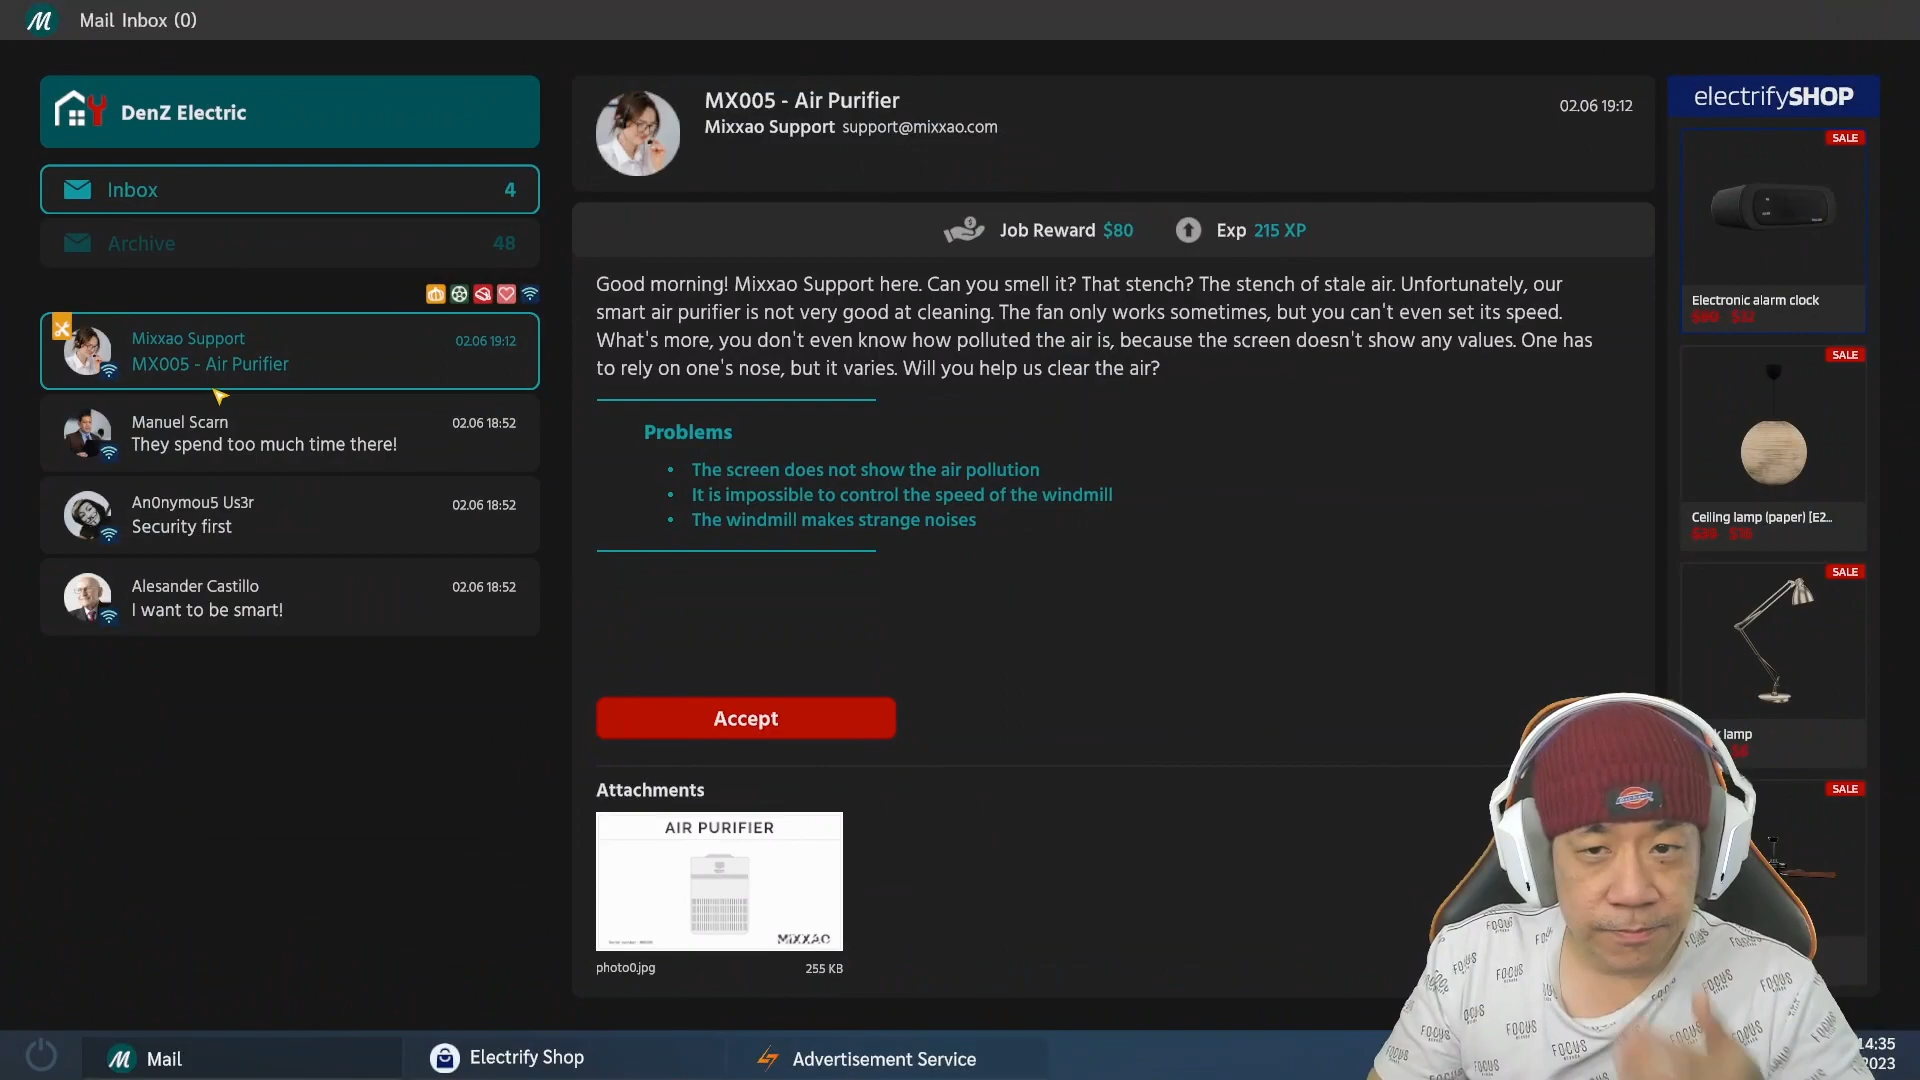 Mail Inbox (0)
DenZ Electric
Inbox 4
Archive 48
Mixxao Support 02.06 19:12
MX005 - Air Purifier
Manuel Scarn 02.06 18:52
They spend too much time there!
An0nymou5 Us3r 02.06 18:52
Security first
Alesander Castillo 02.06 18:52
I want to be smart!
MX005 - Air Purifier 02.06 19:12
Mixxao Support support@mixxao.com
Job Reward $80 Exp 215 XP
Good morning! Mixxao Support here. Can you smell it? That stench? The stench of stale air. Unfortunately, our
smart air purifier is not very good at cleaning. The fan only works sometimes, but you can't even set its speed.
What's more, you don't even know how polluted the air is, because the screen doesn't show any values. One has
to rely on one's nose, but it varies. Will you help us clear the air?
Problems
• The screen does not show the air pollution
• It is impossible to control the speed of the windmill
• The windmill makes strange noises
Accept
Attachments
AIR PURIFIER
MIXXAO
photo0.jpg 255 KB
electrifySHOP
SALE
Electronic alarm clock
SALE
Ceiling lamp (paper) [E2...
SALE
lamp
SALE
Dickies
FOCUS
FOCUS
FOCUS
FOCUS
FOCUS
FOCUS
Mail
Electrify Shop
Advertisement Service
14:35
2023